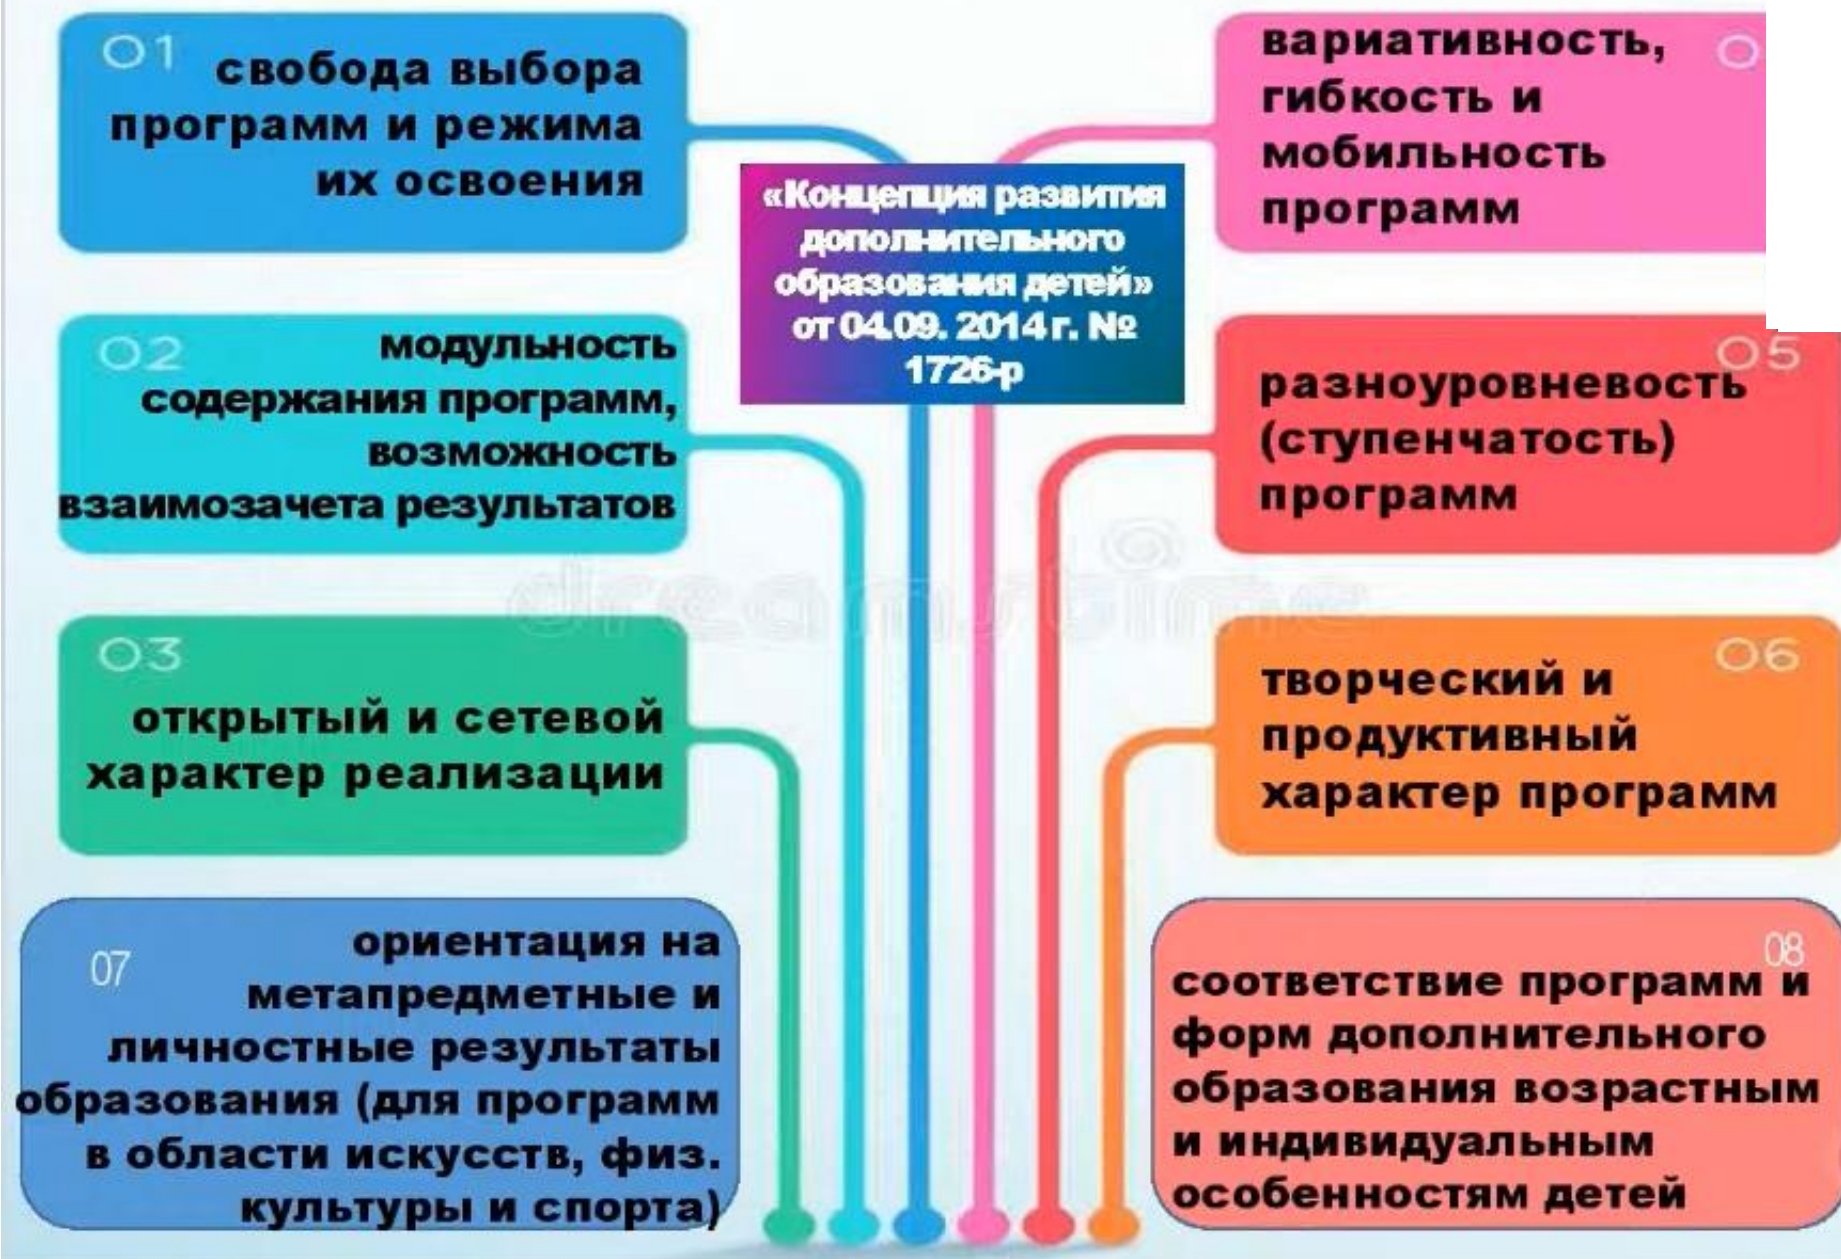 01
свобода выбора
программ и режима
их освоения
02
модульность
содержания программ,
возможность
взаимозачета результатов
03
открытый и сетевой
характер реализации
07
ориентация на
метапредметные и
личностные результаты
образования (для программ
в области искусств, физ.
культуры и спорта)
«Концепция развития
дополнительного
образования детей»
от 04.09. 2014 г. №
1726-р
вариативность,
гибкость и
мобильность
программ
05
разноуровневость
(ступенчатость)
программ
06
творческий и
продуктивный
характер программ
08
соответствие программ и
форм дополнительного
образования возрастным
и индивидуальным
особенностям детей
dreamstime